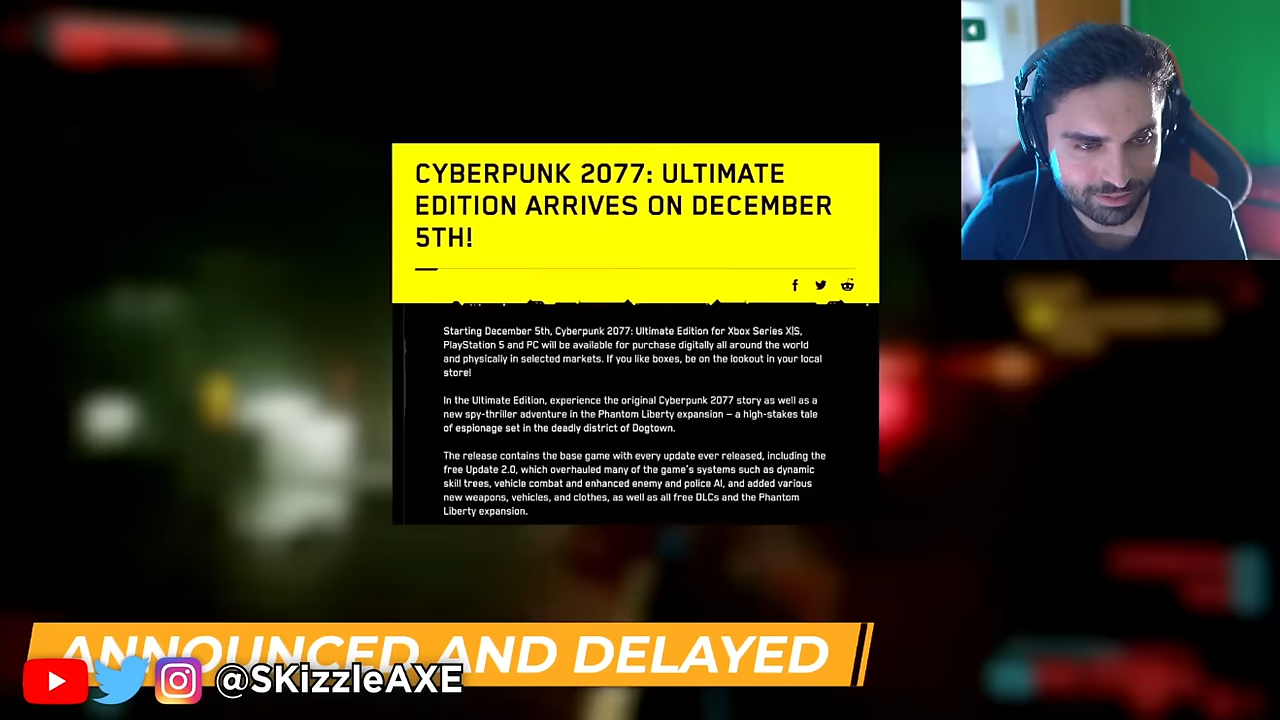 CYBERPUNK 2077: ULTIMATE
EDITION ARRIVES ON DECEMBER
5TH!
Starting December 5th, Cyberpunk 2077: Ultimate Edition for Xbox Series X|S,
PlayStation 5 and PC will be available for purchase digitally all around the world
and physically in selected markets. If you like boxes, be on the lookout in your local
store!
In the Ultimate Edition, experience the original Cyberpunk 2077 story as well as a
new spy-thriller adventure in the Phantom Liberty expansion – a high-stakes tale
of espionage set in the deadly district of Dogtown.
The release contains the base game with every update ever released, including the
free Update 2.0, which overhauled many of the game's systems such as dynamic
skill trees, vehicle combat and enhanced enemy and police AI, and added various
new weapons, vehicles, and clothes, as well as all free DLCs and the Phantom
Liberty expansion.
ANNOUNCED AND DELAYED
@SKizzleAXE